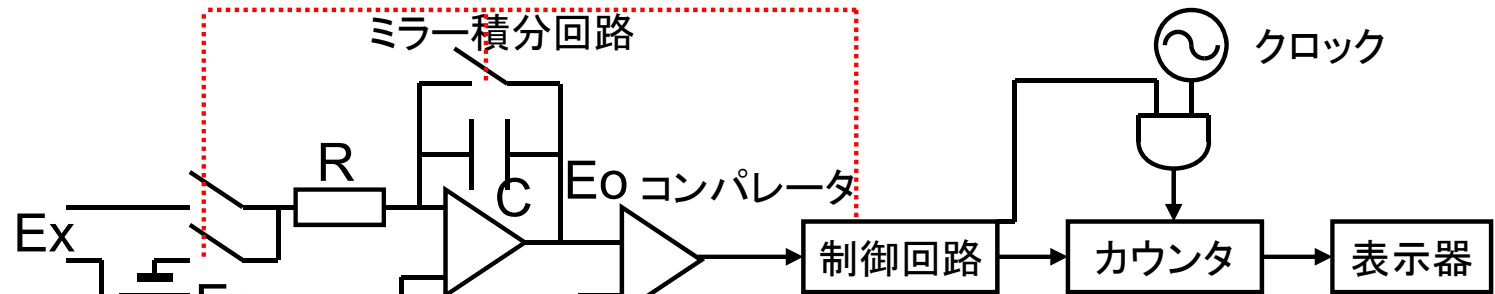 ミラー積分回路
クロック
R
C
Eo
コンパレータ
Ex
制御回路
カウンタ
表示器